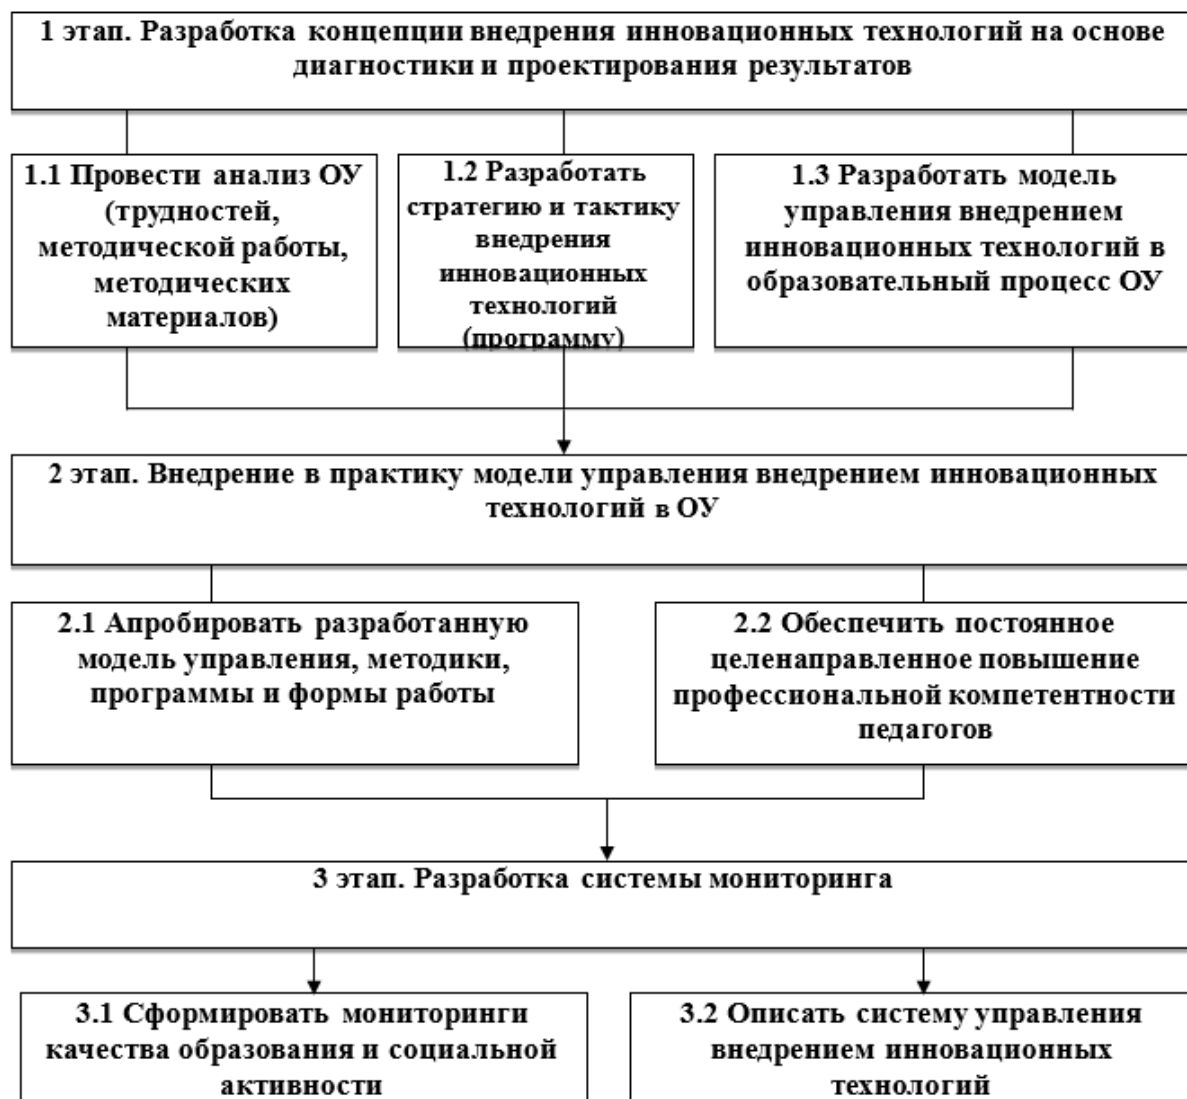 1 этап. Разработка концепции внедрения инновационных технологий на основе
диагностики и проектирования результатов
1.1 Провести анализ ОУ
(трудностей,
методической работы,
методических
материалов)
1.2 Разработать
стратегию и тактику
внедрения
инновационных
технологий
(программу)
1.3 Разработать модель
управления внедрением
инновационных технологий в
образовательный процесс ОУ
2 этап. Внедрение в практику модели управления внедрением инновационных
технологий в ОУ
2.1 Апробировать разработанную
модель управления, методики,
программы и формы работы
2.2 Обеспечить постоянное
целенаправленное повышение
профессиональной компетентности
педагогов
3 этап. Разработка системы мониторинга
3.1 Сформировать мониторинги
качества образования и социальной
активности
3.2 Описать систему управления
внедрением инновационных
технологий